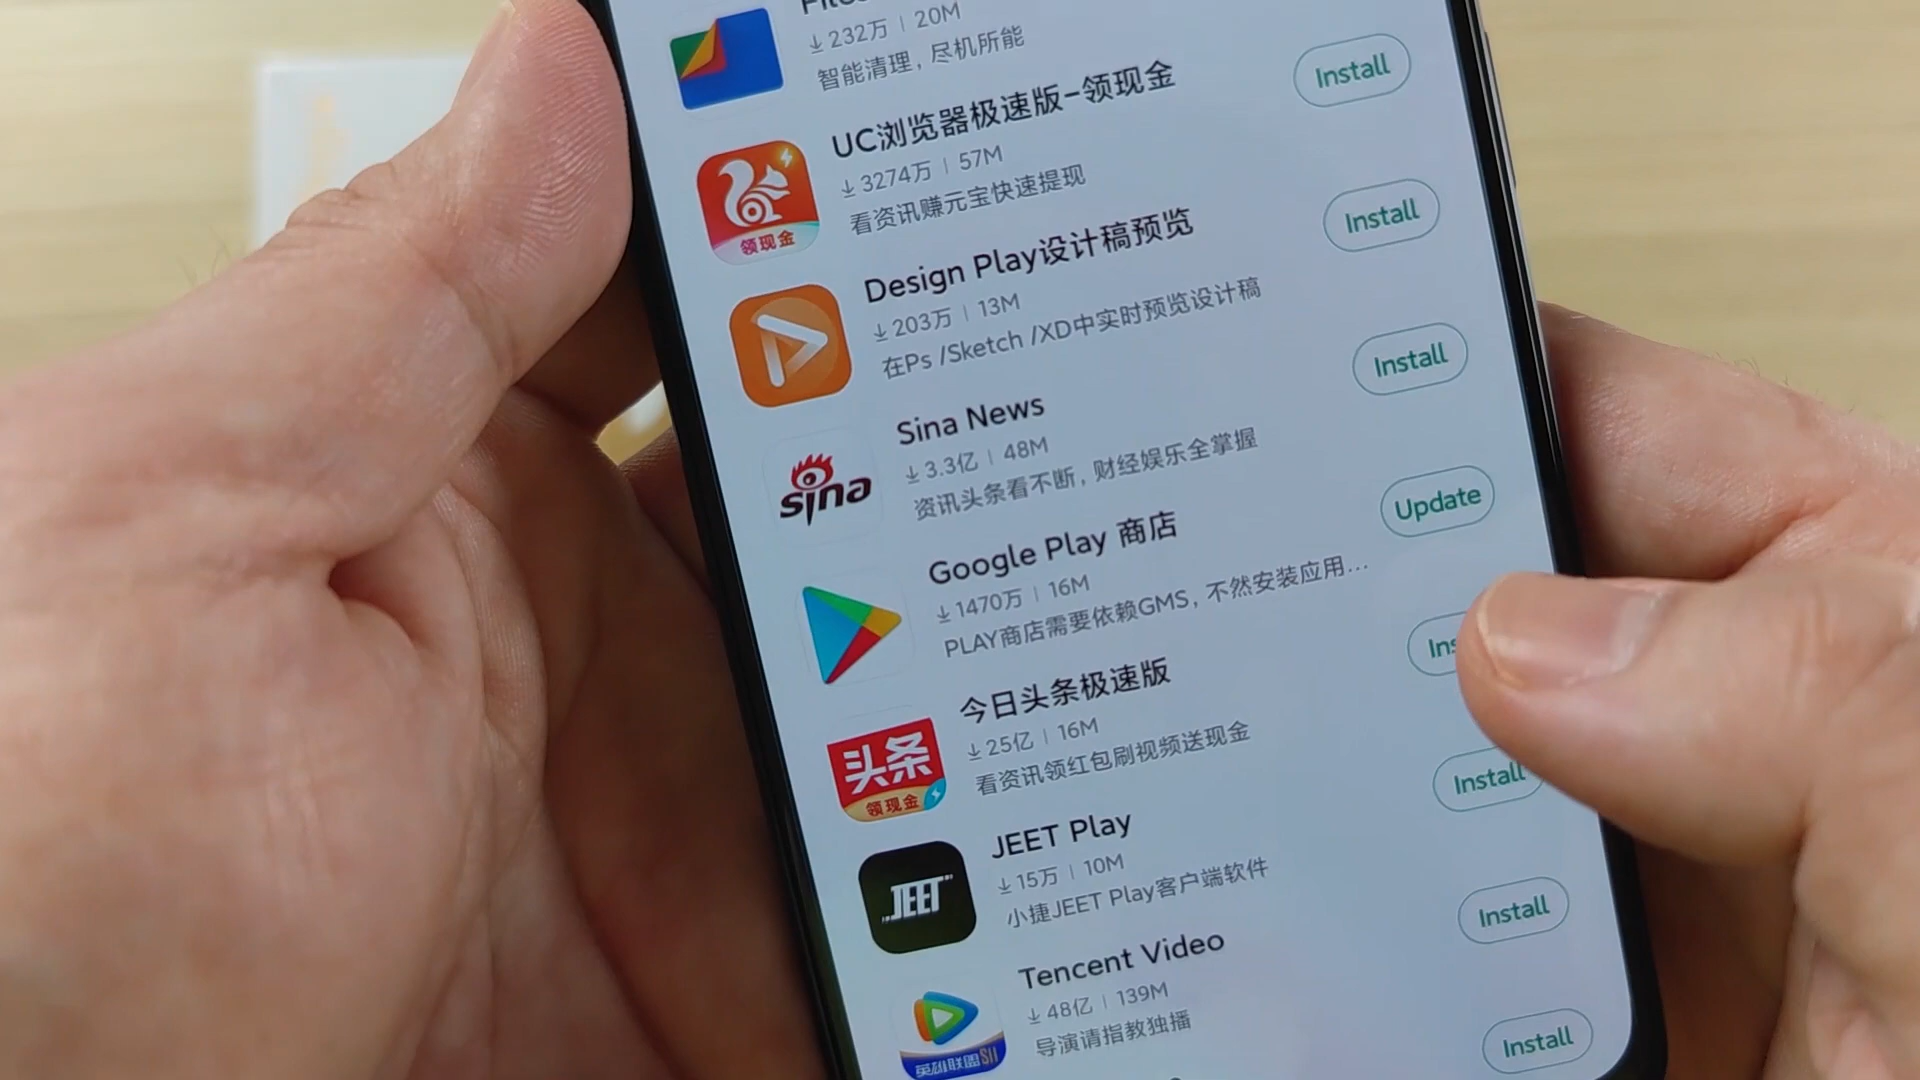 232万 | 20M
智能清理，尽机所能
Install
UC浏览器极速版-领现金
3274万 | 57M
看资讯赚元宝快速提现
领现金
Install
Design Play设计稿预览
203万 | 13M
在Ps /Sketch /XD中实时预览设计稿
Install
Sina News
3.3亿 | 48M
资讯头条看不断，财经娱乐全掌握
sina
Update
Google Play 商店
1470万 | 16M
PLAY商店需要依赖GMS，不然安装应用...
今日头条极速版
25亿 | 16M
看资讯领红包刷视频送现金
头条
领现金
Install
JEET Play
15万 | 10M
小捷JEET Play客户端软件
JEET
Install
Tencent Video
48亿 | 139M
导演请指教独播
英雄联盟S11
Install